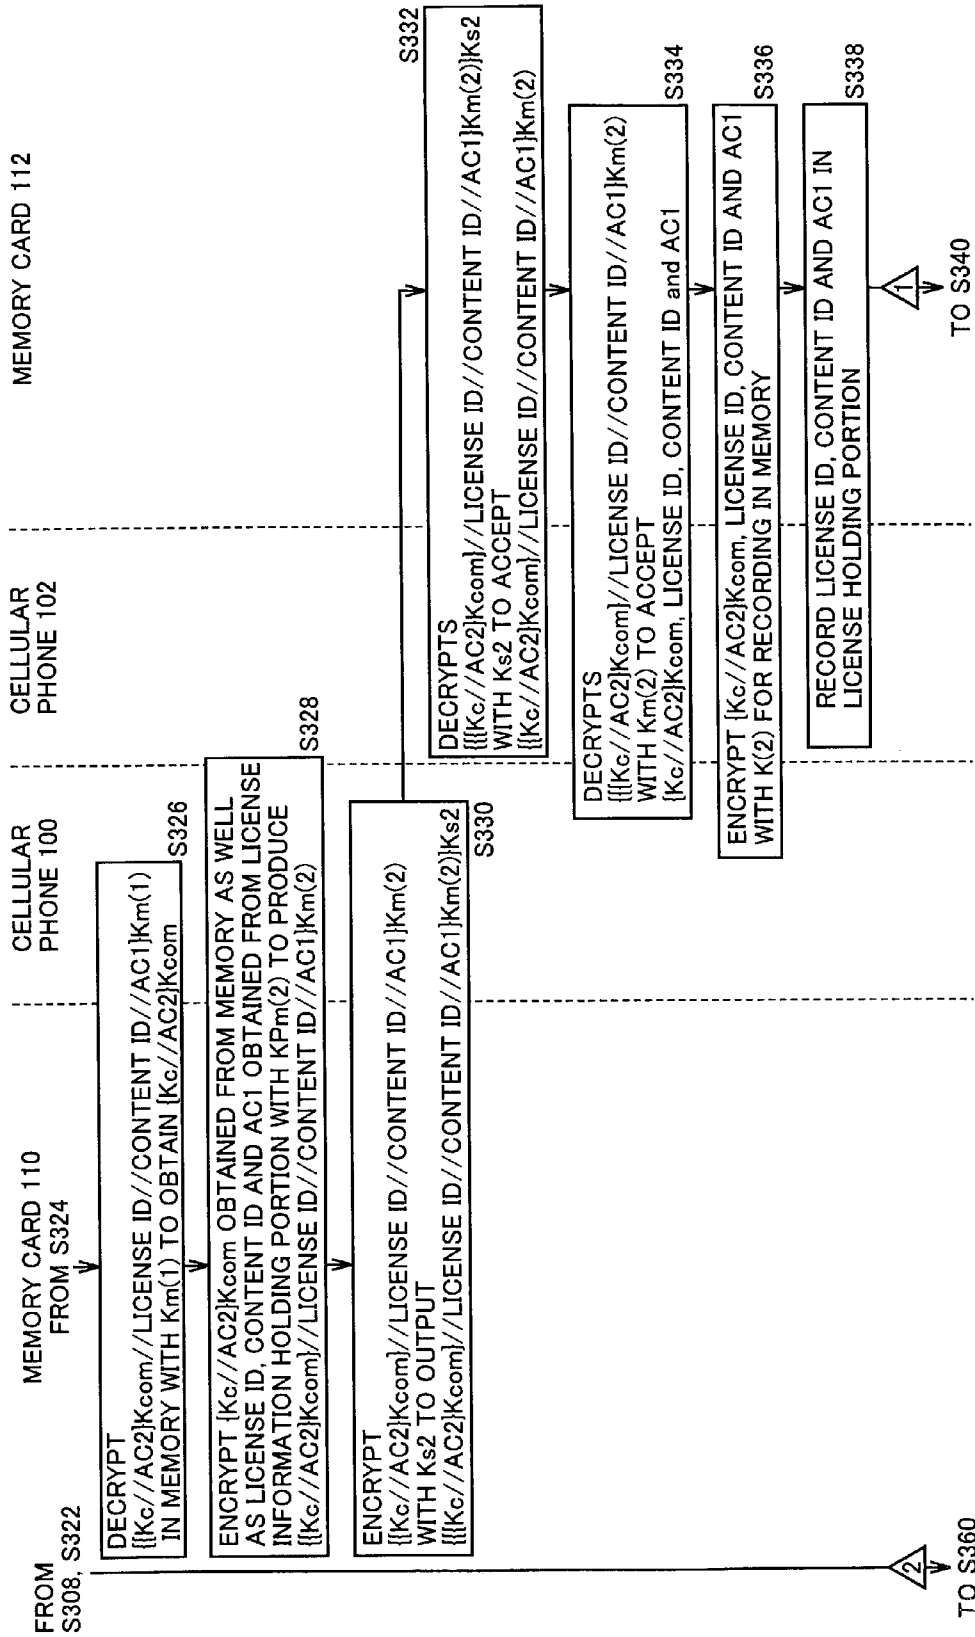 FROM
S308, S322
MEMORY CARD 110
FROM S324
CELLULAR
PHONE 100
CELLULAR
PHONE 102
MEMORY CARD 112
DECRYPT
{{Kc//AC2}Kcom//LICENSE ID//CONTENT ID//AC1}Km(1)
IN MEMORY WITH Km(1) TO OBTAIN {Kc//AC2}Kcom
S326
ENCRYPT {Kc//AC2}Kcom OBTAINED FROM MEMORY AS WELL
AS LICENSE ID, CONTENT ID AND AC1 OBTAINED FROM LICENSE
INFORMATION HOLDING PORTION WITH KPm(2) TO PRODUCE
{{Kc//AC2}Kcom}//LICENSE ID//CONTENT ID//AC1}Km(2)
S328
ENCRYPT
{{Kc//AC2}Kcom}//LICENSE ID//CONTENT ID//AC1}Km(2)
WITH Ks2 TO OUTPUT
{{{Kc//AC2}Kcom}//LICENSE ID//CONTENT ID//AC1}Km(2)}Ks2
S330
S332
DECRYPTS
{{{Kc//AC2}Kcom}//LICENSE ID//CONTENT ID//AC1}Km(2)}Ks2
WITH Ks2 TO ACCEPT
{{Kc//AC2}Kcom}//LICENSE ID//CONTENT ID//AC1}Km(2)
DECRYPTS
{{{Kc//AC2}Kcom}//LICENSE ID//CONTENT ID//AC1}Km(2)
WITH Km(2) TO ACCEPT
{Kc//AC2}Kcom, LICENSE ID, CONTENT ID and AC1
S334
ENCRYPT {Kc//AC2}Kcom, LICENSE ID, CONTENT ID AND AC1
WITH K(2) FOR RECORDING IN MEMORY
S336
RECORD LICENSE ID, CONTENT ID AND AC1 IN
LICENSE HOLDING PORTION
S338
2
TO S360
1
TO S340